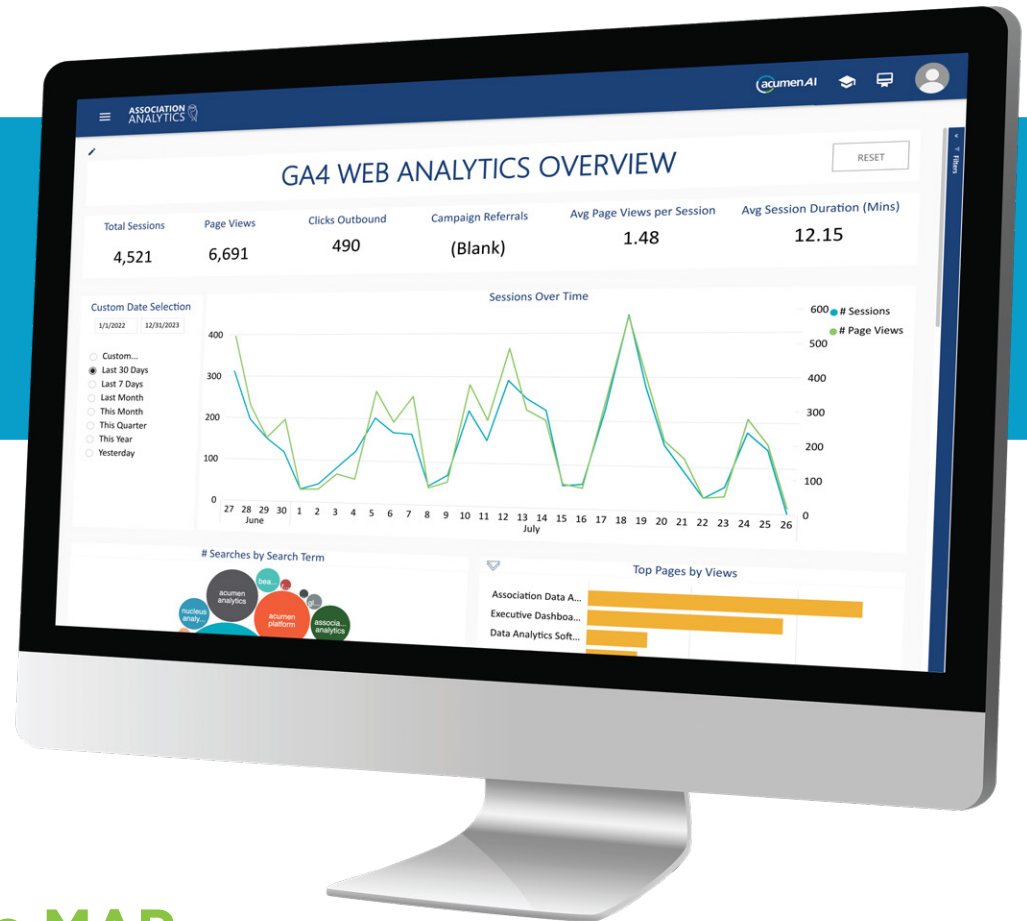 acumenAI
ASSOCIATION
ANALYTICS
GA4 WEB ANALYTICS OVERVIEW
RESET
Filters
Total Sessions
4,521
Page Views
6,691
Clicks Outbound
490
Campaign Referrals
(Blank)
Avg Page Views per Session
1.48
Avg Session Duration (Mins)
12.15
Custom Date Selection
1/1/2022 12/31/2023
Custom...
Last 30 Days
Last 7 Days
Last Month
This Month
This Quarter
This Year
Yesterday
Sessions Over Time
# Sessions
# Page Views
400
300
200
100
0
600
500
400
300
200
100
0
27 28 29 30 1 2 3 4 5 6 7 8 9 10 11 12 13 14 15 16 17 18 19 20 21 22 23 24 25 26
June July
# Searches by Search Term
acumen
analytics
bea...
nucleus
analy...
acumen
platform
associa...
analytics
Top Pages by Views
Association Data A...
Executive Dashboa...
Data Analytics Soft...
MAP